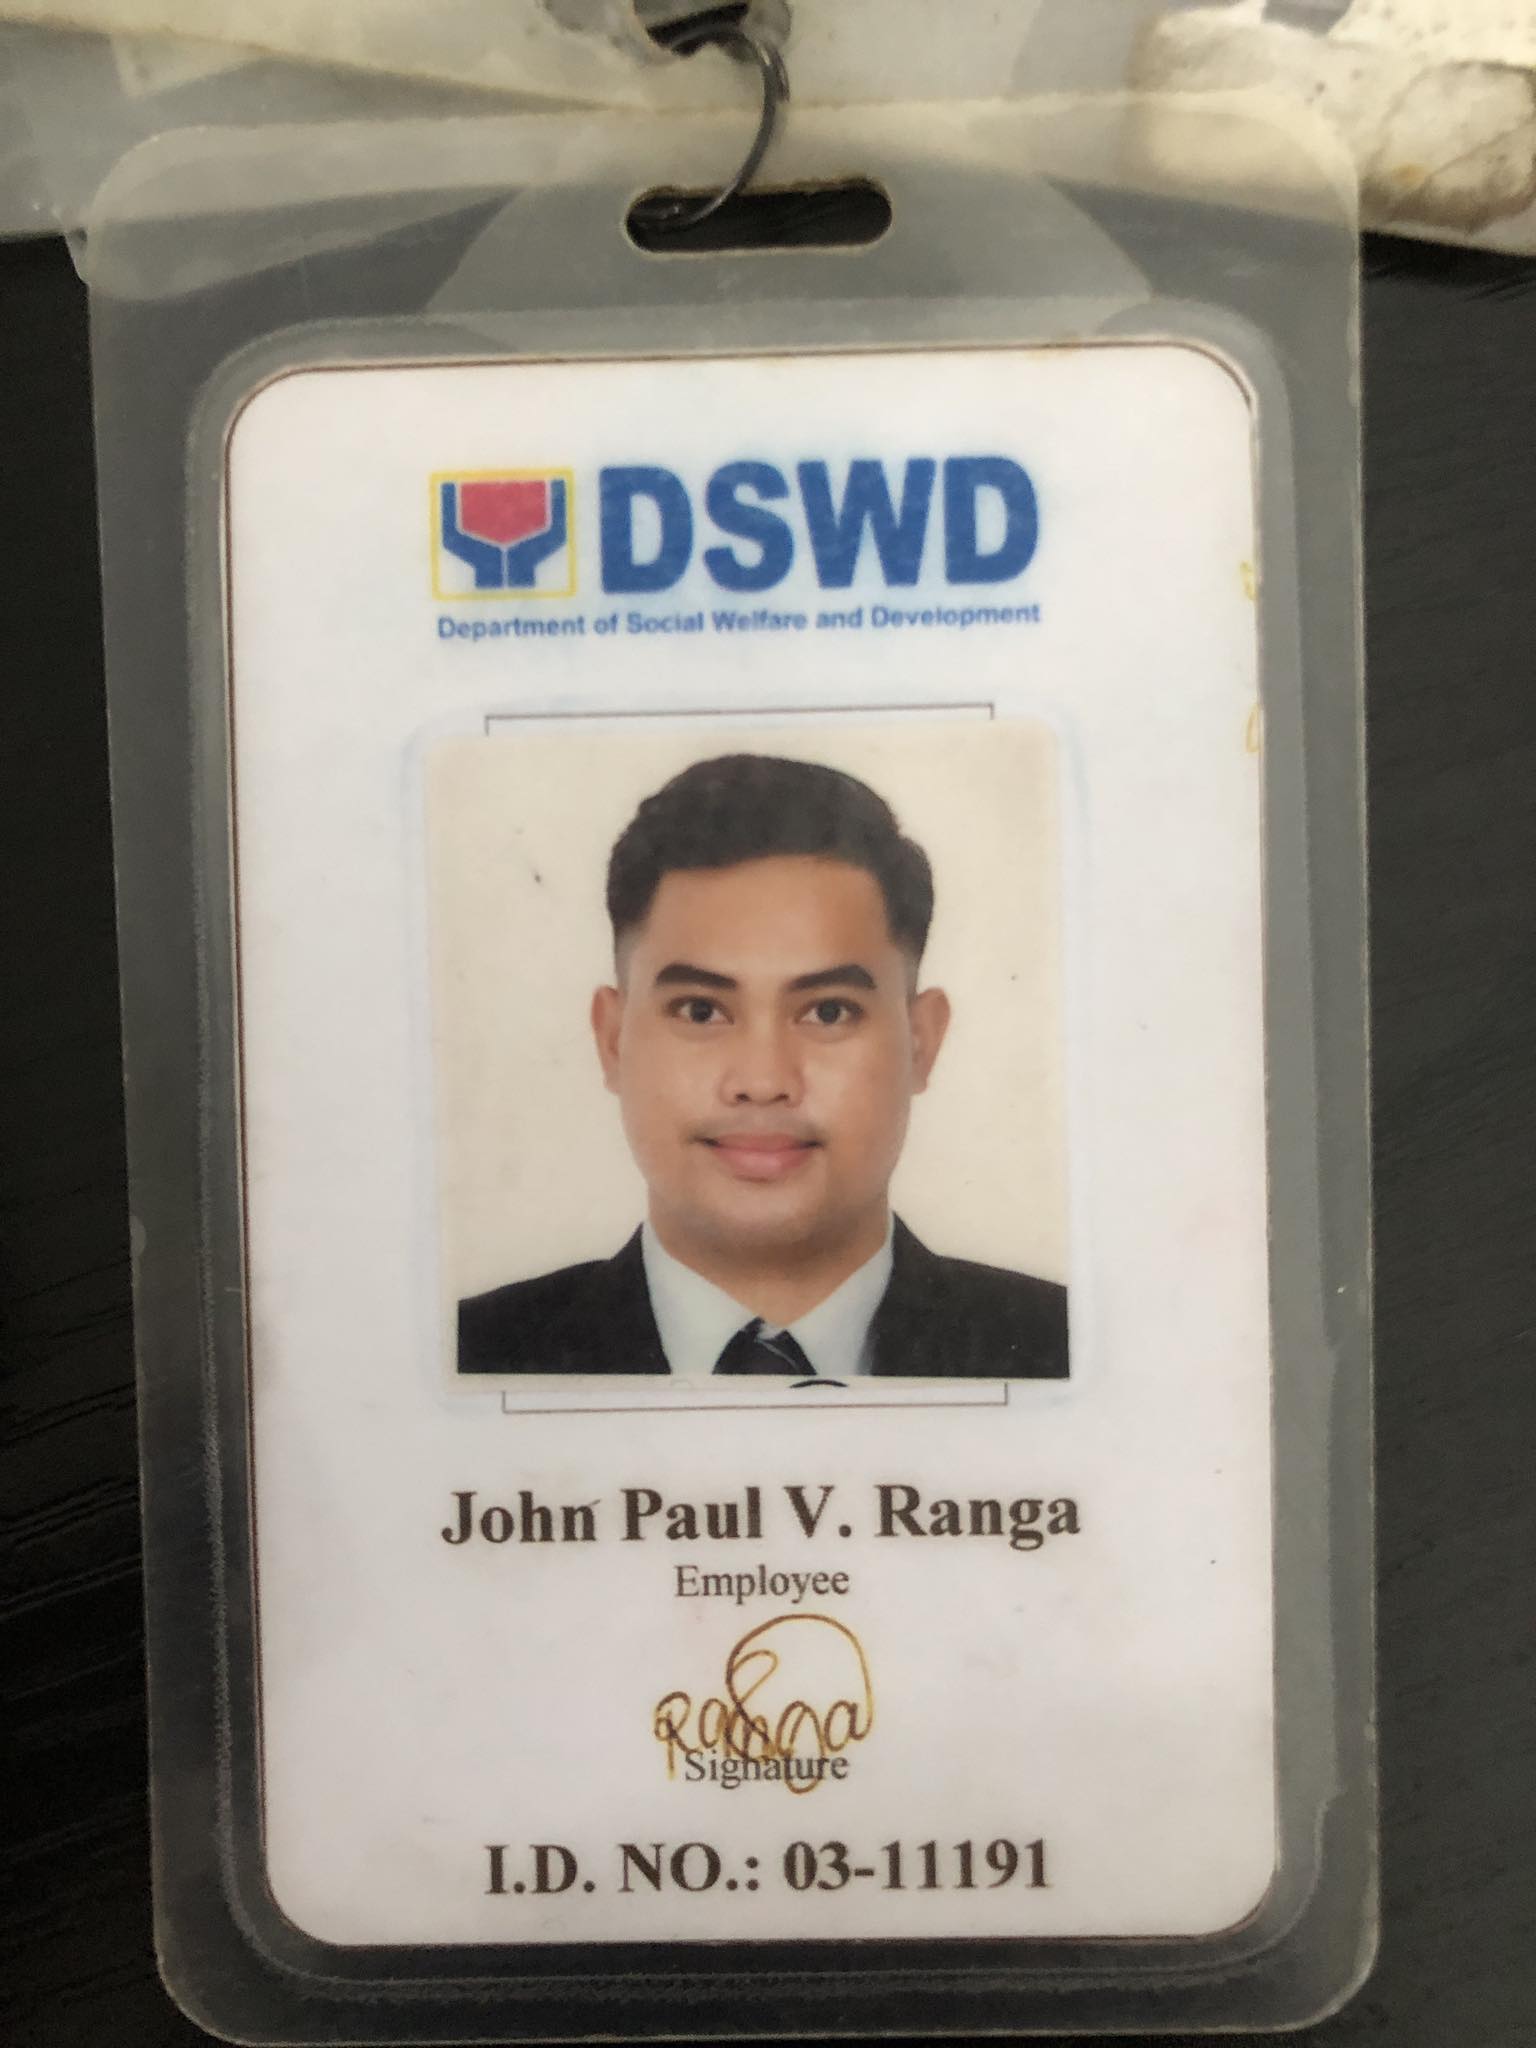 DSWD
Department of Social Welfare and Development
John Paul V. Ranga
Employee
Ranga
Signature
I.D. NO.: 03-11191